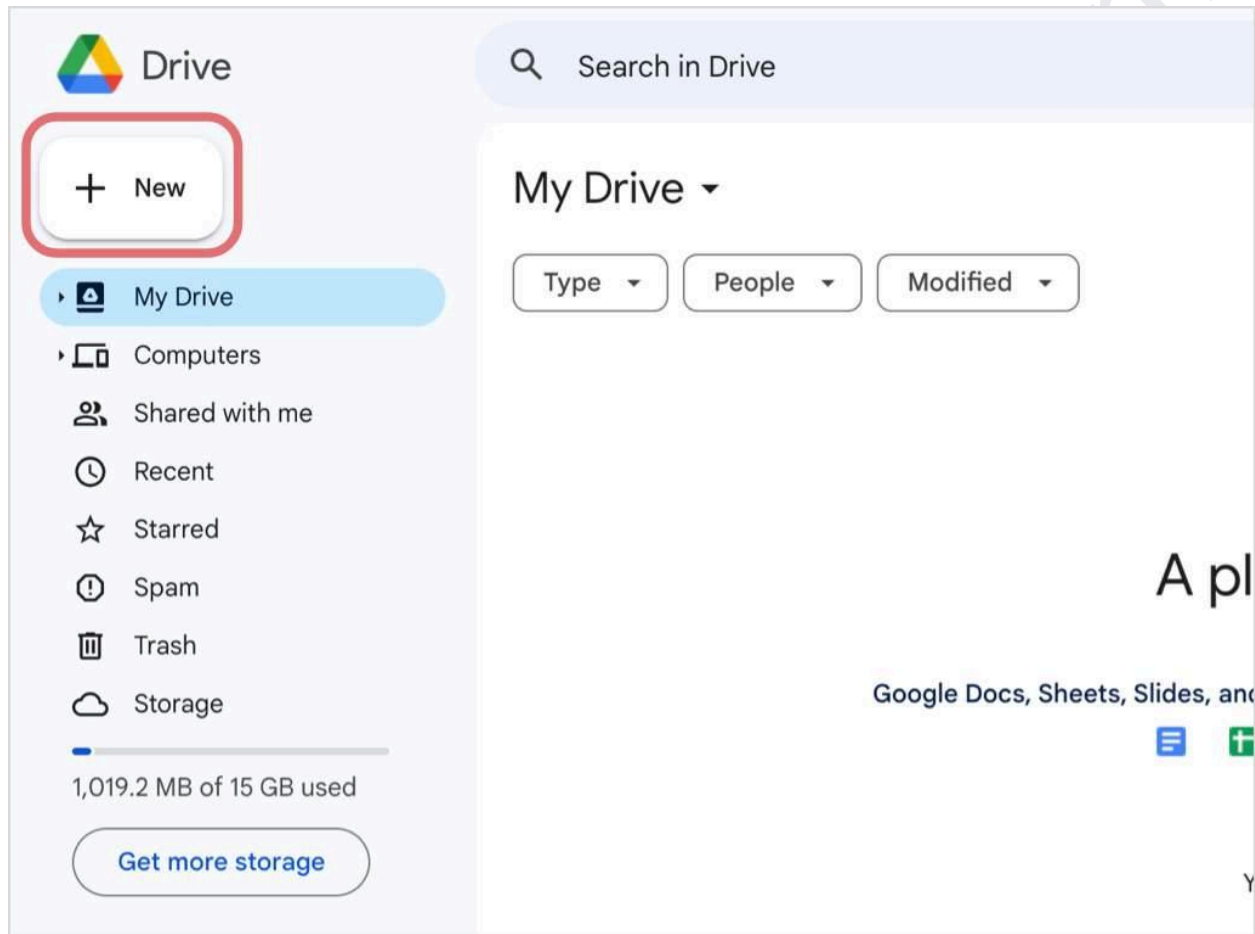 Drive
Search in Drive
New
My Drive
Type
People
Modified
My Drive
Computers
Shared with me
Recent
Starred
Spam
Trash
Storage
1,019.2 MB of 15 GB used
Get more storage
A pl
Google Docs, Sheets, Slides, and
Y